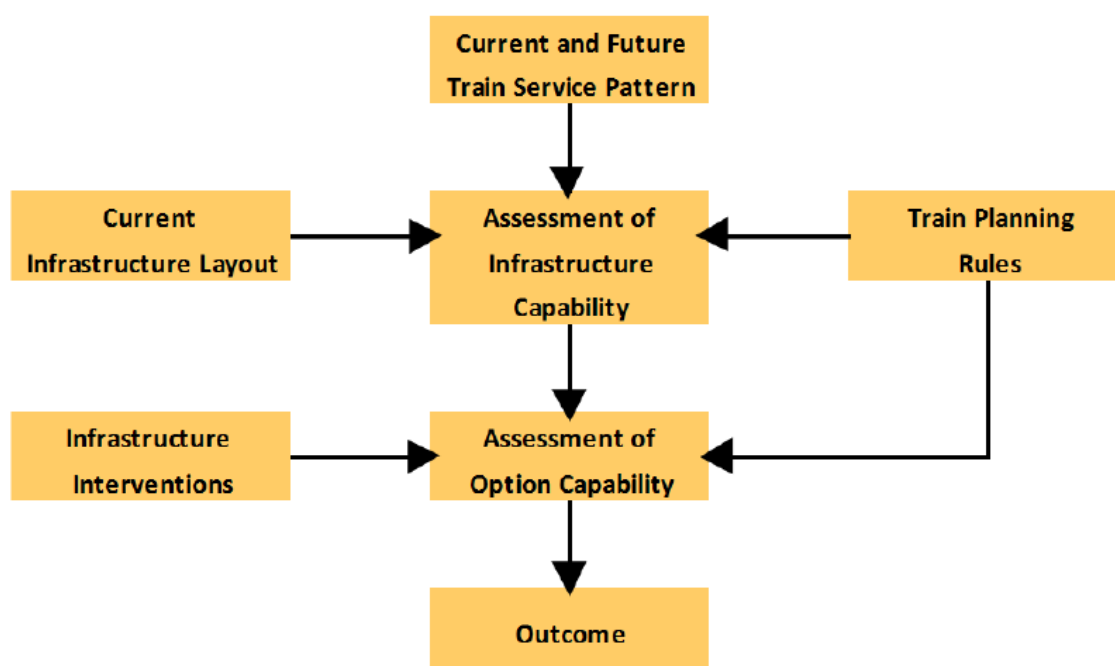 Current and Future
Train Service Pattern
Current
Infrastructure Layout
Assessment of
Infrastructure
Capability
Train Planning
Rules
Infrastructure
Interventions
Assessment of
Option Capability
Outcome